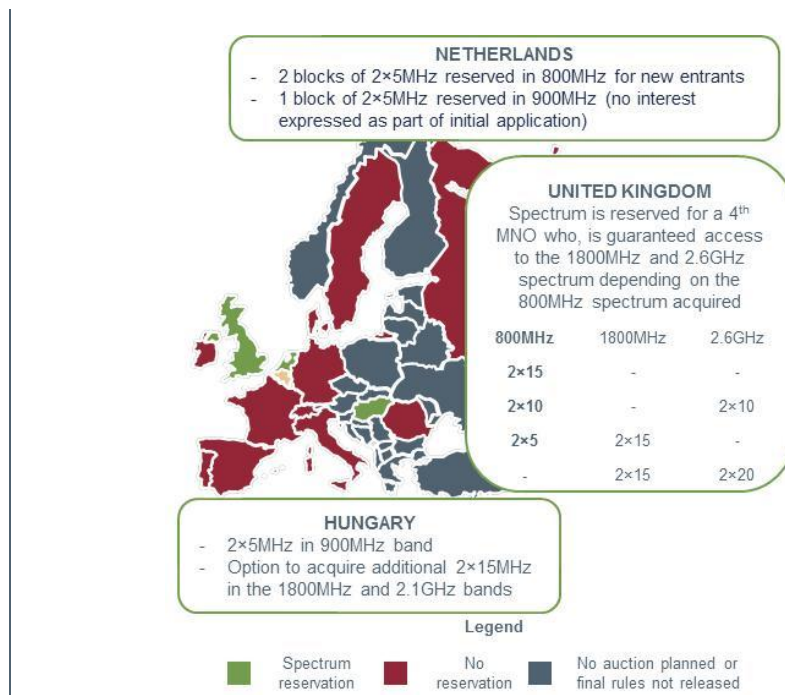 NETHERLANDS
- 2 blocks of 2×5MHz reserved in 800MHz for new entrants
- 1 block of 2×5MHz reserved in 900MHz (no interest
expressed as part of initial application)
UNITED KINGDOM
Spectrum is reserved for a 4th
MNO who, is guaranteed access
to the 1800MHz and 2.6GHz
spectrum depending on the
800MHz spectrum acquired
800MHz 1800MHz 2.6GHz
2×15 - -
2×10 - 2×10
2×5 2×15 -
- 2×15 2×20
HUNGARY
- 2×5MHz in 900MHz band
- Option to acquire additional 2×15MHz
in the 1800MHz and 2.1GHz bands
Legend
Spectrum
reservation
No
reservation
No auction planned or
final rules not released